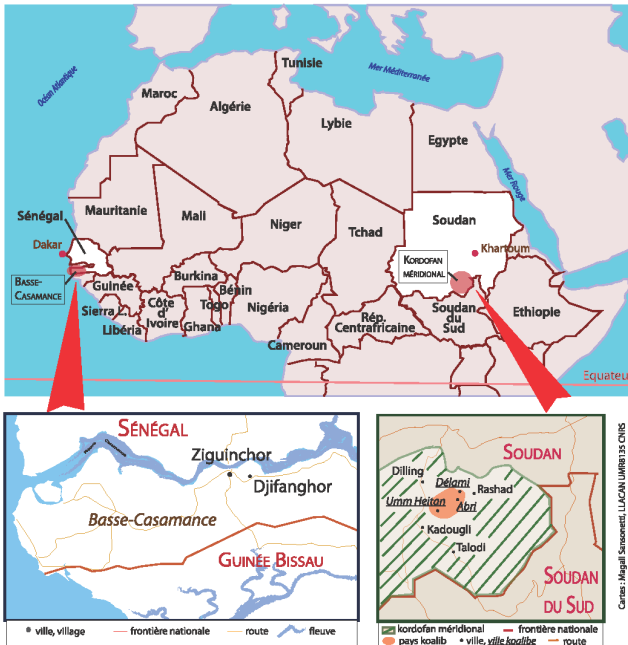 Océan Atlantique
Mer Méditerranée
Tunisie
Maroc
Algérie
Lybie
Egypte
Mer Rouge
Mauritanie
Mali
Niger
Tchad
Soudan
Sénégal
Dakar
Khartoum
KORDOFAN
MÉRIDIONAL
BASSE-
CASAMANCE
Guinée
Burkina
Bénin
Sierra L.
Côte
d'
Ivoire
Togo
Ghana
Nigéria
Libéria
Cameroun
Rép.
Centrafricaine
Soudan
du
Sud
Ethiopie
Equateur
SÉNÉGAL
Ziguinchor
Djifanghor
Basse-Casamance
GUINÉE BISSAU
ville, village
frontière nationale
route
fleuve
SOUDAN
Dilling
Délami
Rashad
Umm Heitan
Abri
Kadougli
Talodi
SOUDAN
DU SUD
kordofan méridional
frontière nationale
pays koalib
ville, ville koalibe
route
Cartes : Magali Sansonetti, LLACAN UMR8135 CNRS